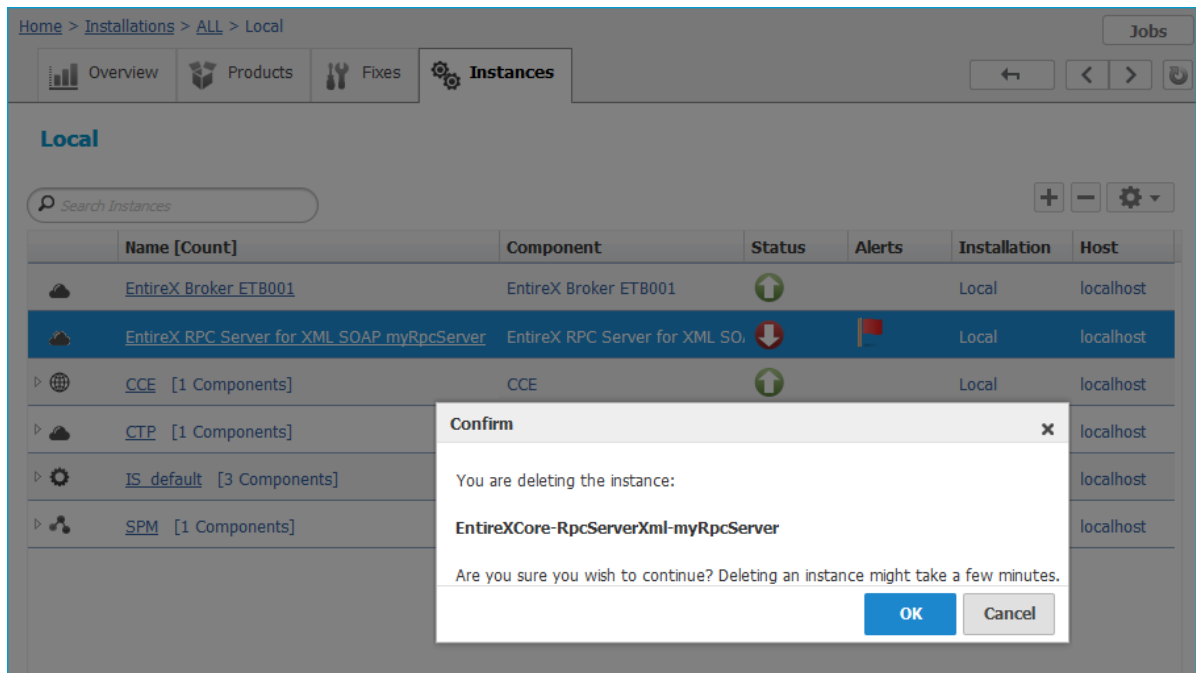 Home > Installations > ALL > Local
Jobs
Overview Products Fixes Instances
Local
Search Instances
Name [Count] Component Status Alerts Installation Host
EntireX Broker ETB001 EntireX Broker ETB001 Local localhost
EntireX RPC Server for XML SOAP myRpcServer EntireX RPC Server for XML SO Local localhost
CCE [1 Components] CCE Local localhost
CTP [1 Components] localhost
IS_default [3 Components] localhost
SPM [1 Components] localhost
Confirm
You are deleting the instance:
EntireXCore-RpcServerXml-myRpcServer
Are you sure you wish to continue? Deleting an instance might take a few minutes.
OK Cancel